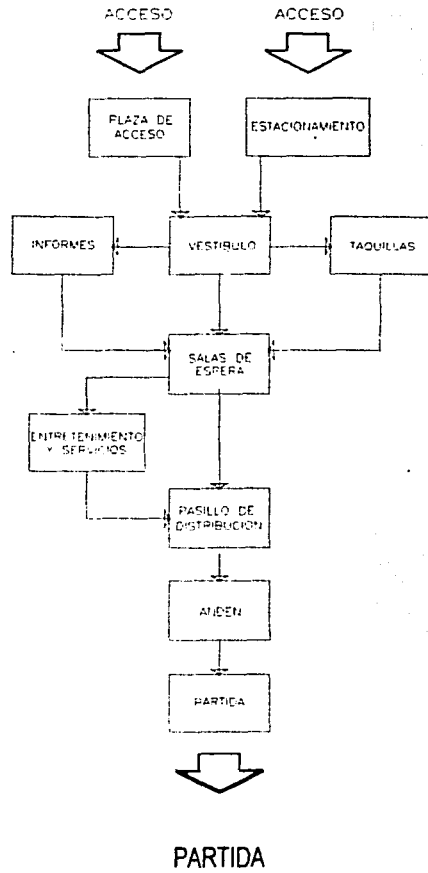 ACCESO
ACCESO
PLAZA DE
ACCESO
ESTACIONAMIENTO
INFORMES
VESTIBULO
TAQUILLAS
SALAS DE
ESPERA
ENTRETENIMIENTO
Y SERVICIOS
PASILLO DE
DISTRIBUCION
ANDEN
PARTIDA
PARTIDA